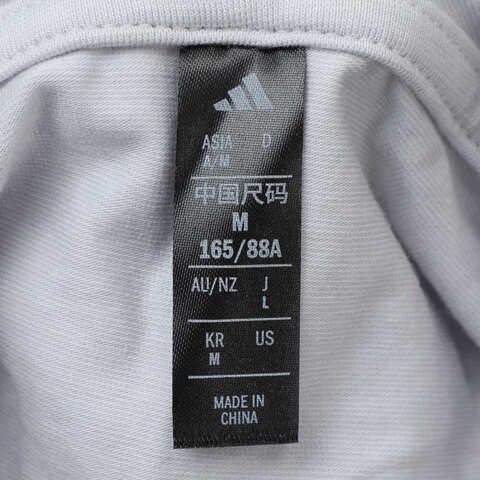 ASIA D
A/M
中国尺码
M
165/88A
AU/NZ J
L
KR US
M
MADE IN
CHINA